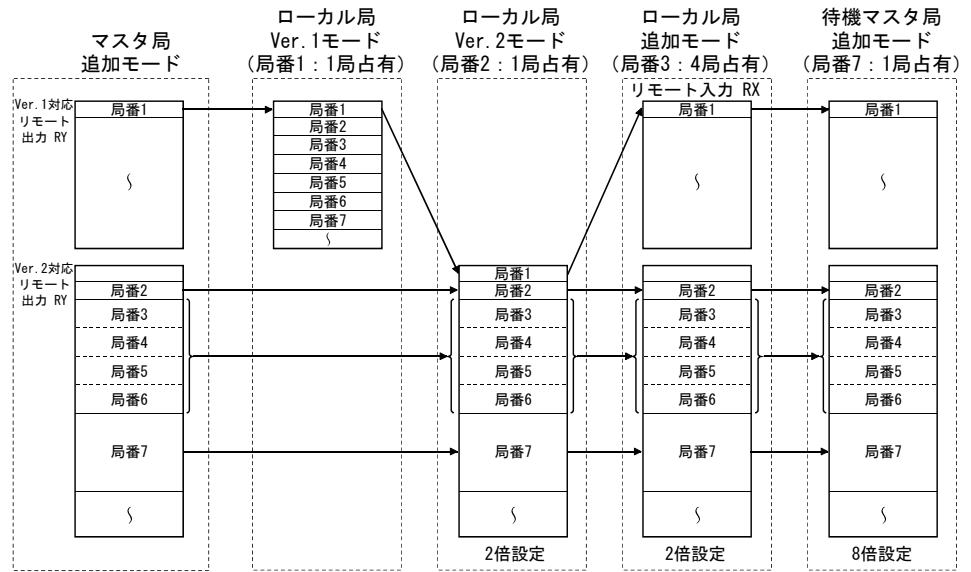 マスタ局
追加モード
ローカル局
Ver.1モード
(局番1：1局占有)
ローカル局
Ver.2モード
(局番2：1局占有)
ローカル局
追加モード
(局番3：4局占有)
待機マスタ局
追加モード
(局番7：1局占有)
リモート入力 RX
Ver.1対応
リモート
出力 RY
局番1
〜
局番1
局番2
局番3
局番4
局番5
局番6
局番7
〜
局番1
〜
局番1
〜
Ver.2対応
リモート
出力 RY
局番2
局番3
局番4
局番5
局番6
局番7
〜
局番1
局番2
局番3
局番4
局番5
局番6
局番7
〜
2倍設定
局番2
局番3
局番4
局番5
局番6
局番7
〜
2倍設定
局番2
局番3
局番4
局番5
局番6
局番7
〜
8倍設定